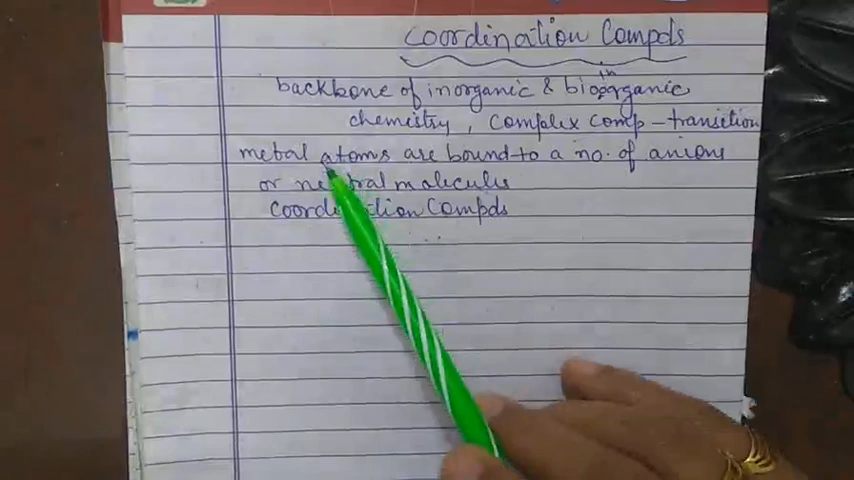 Coordination Compds
backbone of inorganic & bioinorganic
chemistry, Complex Comp - transition
metal atoms are bound to a no. of anions
or neutral molecules
Coordination Compds